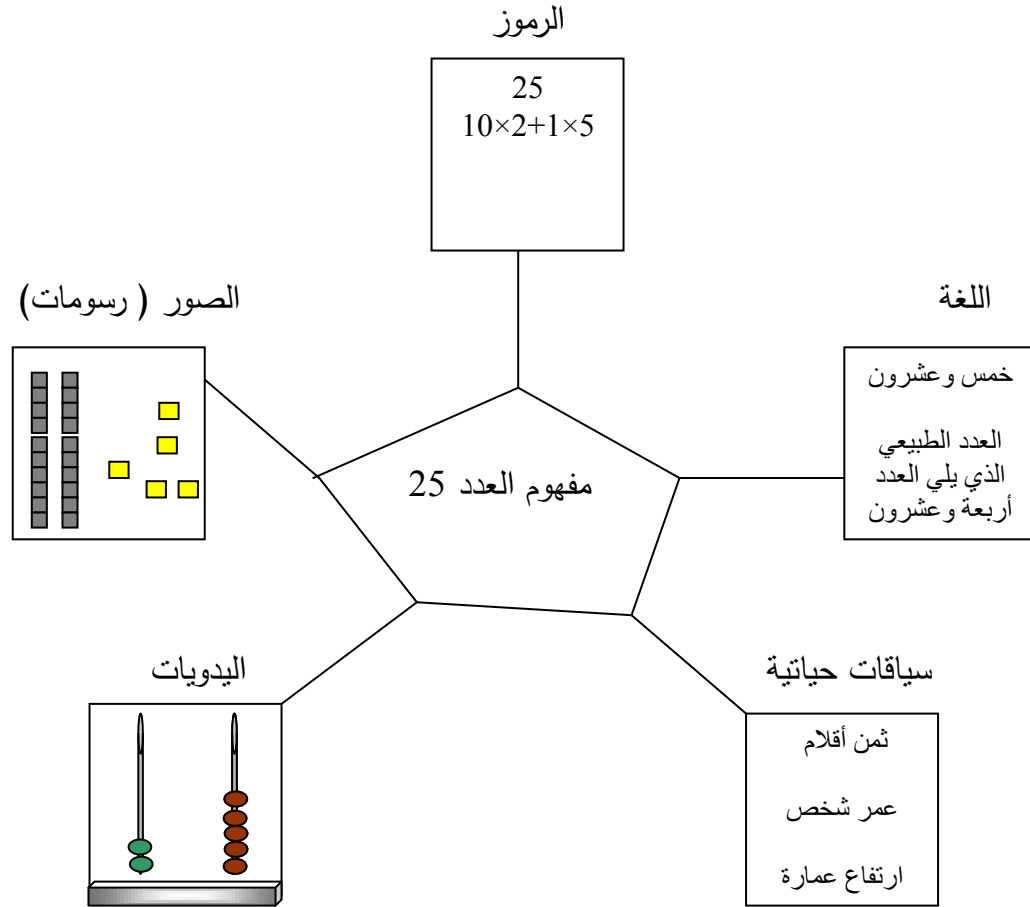 الرموز
25
10×2+1×5
الصور ( رسومات)
اللغة
خمس وعشرون
العدد الطبيعي
الذي يلي العدد
أربعة وعشرون
مفهوم العدد 25
اليدويات
سياقات حياتية
ثمن أقلام
عمر شخص
ارتفاع عمارة